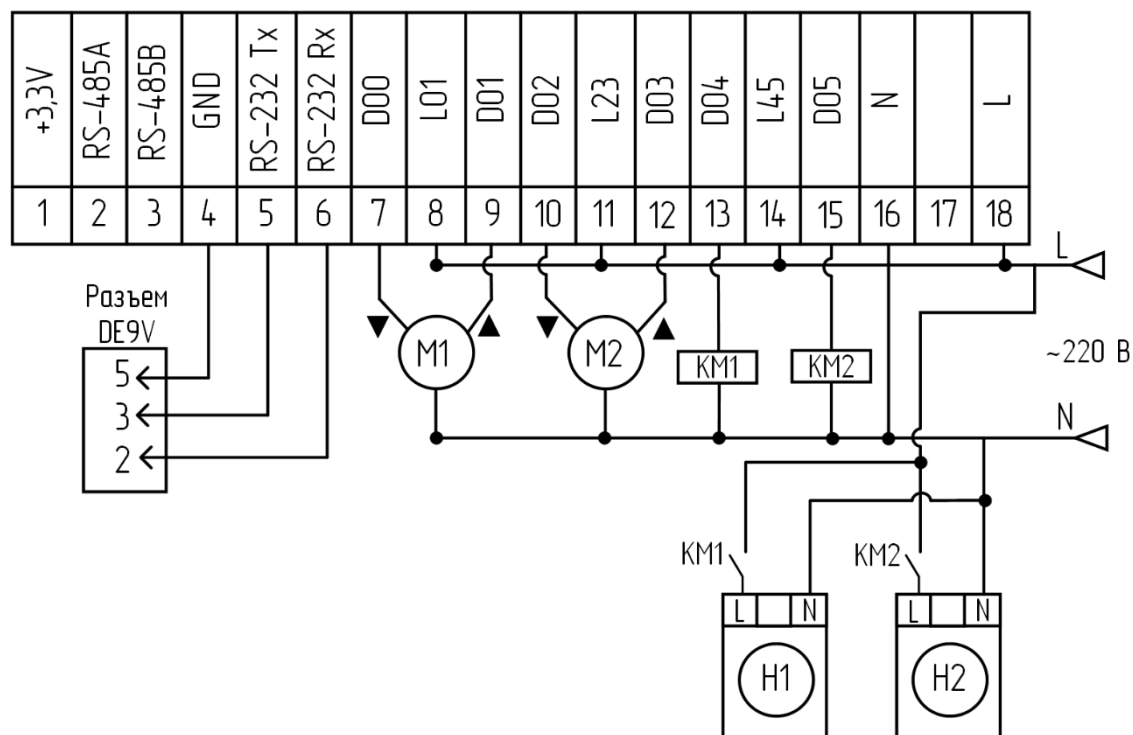 +3,3V
RS-485A
RS-485B
GND
RS-232 Tx
RS-232 Rx
DO0
LO1
DO1
DO2
L23
DO3
DO4
L45
DO5
N
L
1 2 3 4 5 6 7 8 9 10 11 12 13 14 15 16 17 18
L
Разъем
DE9V
5
3
2
M1
M2
KM1
KM2
~220 В
N
KM1
KM2
L N
L N
H1
H2